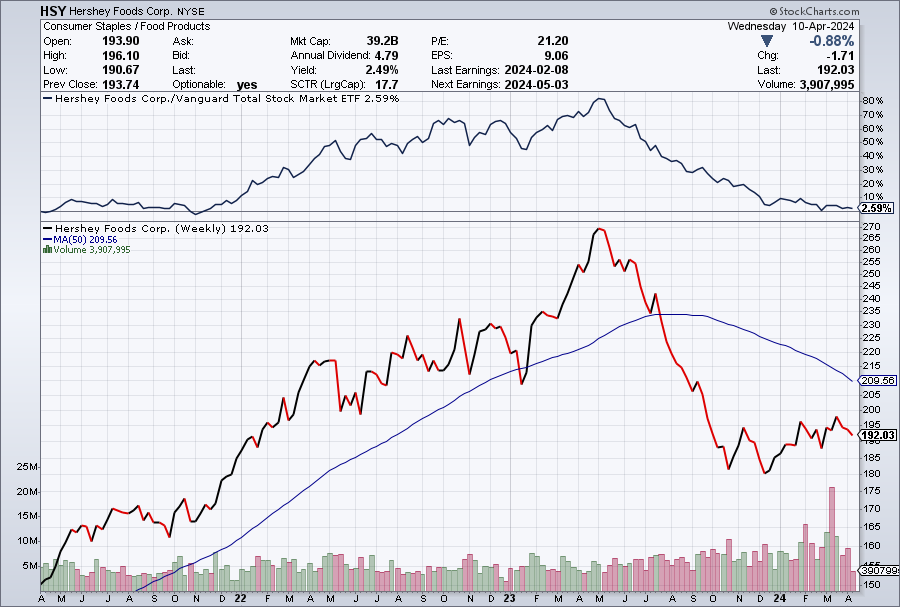 HSY Hershey Foods Corp. NYSE
© StockCharts.com
Consumer Staples / Food Products
Wednesday 10-Apr-2024
Open: 193.90 Ask: Mkt Cap: 39.2B P/E: 21.20 ▼ -0.88%
High: 196.10 Bid: Annual Dividend: 4.79 EPS: 9.06 Chg: -1.71
Low: 190.67 Last: Yield: 2.49% Last Earnings: 2024-02-08 Last: 192.03
Prev Close: 193.74 Optionable: yes SCTR (LrgCap): 17.7 Next Earnings: 2024-05-03 Volume: 3,907,995
Hershey Foods Corp./Vanguard Total Stock Market ETF 2.59%
80%
70%
60%
50%
40%
30%
20%
10%
2.59%
Hershey Foods Corp. (Weekly) 192.03
MA(50) 209.56
Volume 3,907,995
270
265
260
255
250
245
240
235
230
225
220
215
209.56
205
200
195
192.03
185
180
175
170
165
160
150
25M
20M
15M
10M
5M
390799
A M J J A S O N D 22 F M A M J J A S O N D 23 F M A M J J A S O N D 24 F M A